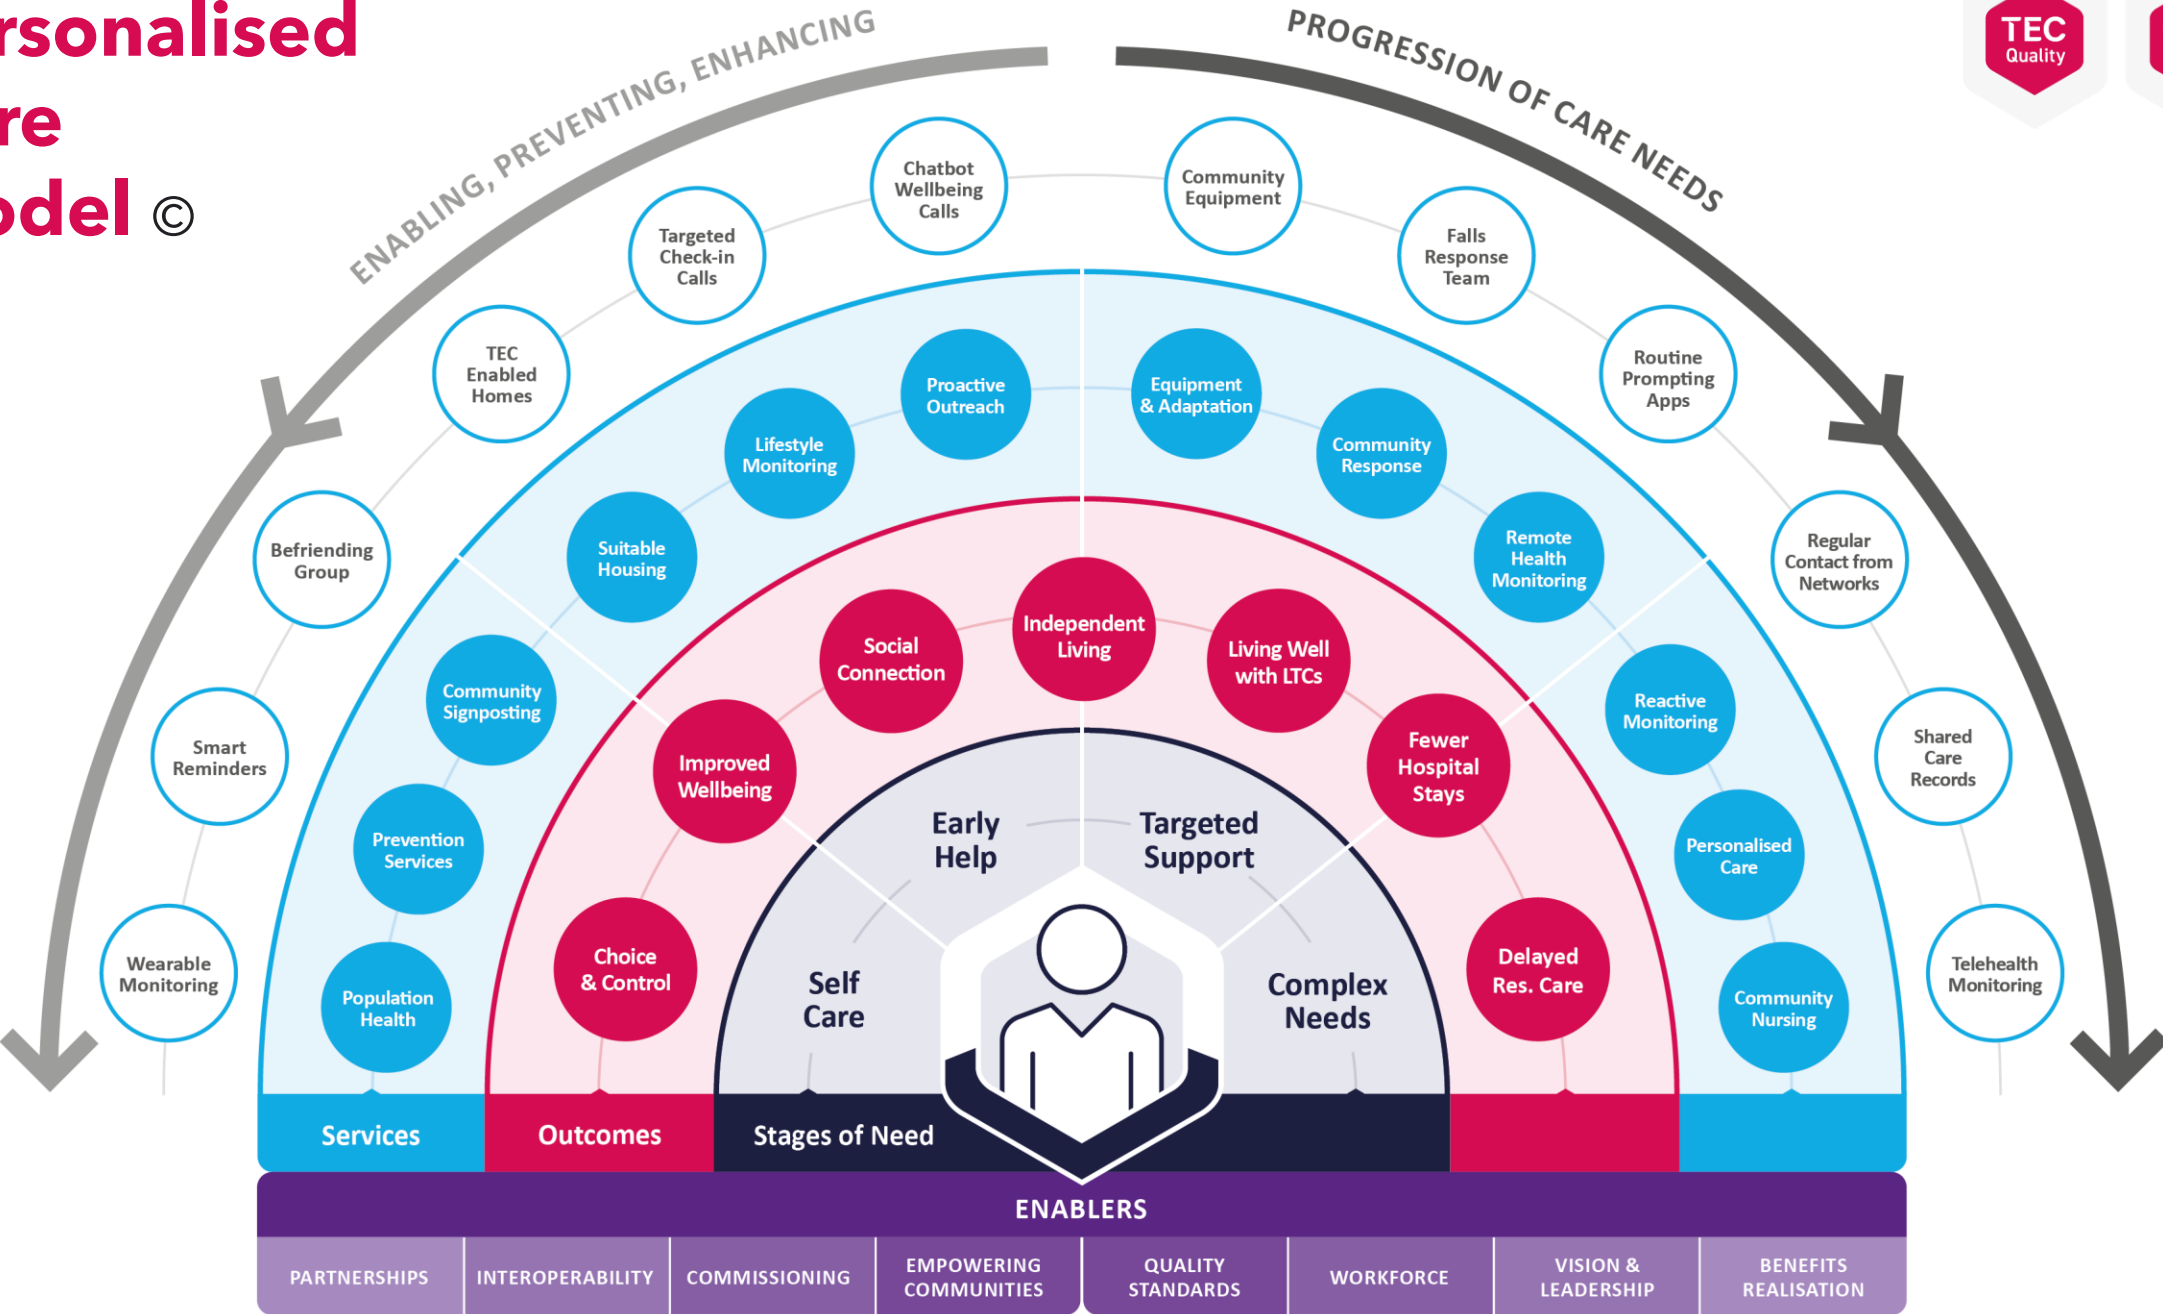 rsonalised
re
odel ©
ENABLING, PREVENTING, ENHANCING
PROGRESSION OF CARE NEEDS
TEC
Quality
Wearable
Monitoring
Smart
Reminders
Befriending
Group
TEC
Enabled
Homes
Targeted
Check-in
Calls
Chatbot
Wellbeing
Calls
Community
Equipment
Falls
Response
Team
Routine
Prompting
Apps
Regular
Contact from
Networks
Shared
Care
Records
Telehealth
Monitoring
Population
Health
Prevention
Services
Community
Signposting
Suitable
Housing
Lifestyle
Monitoring
Proactive
Outreach
Equipment
& Adaptation
Community
Response
Remote
Health
Monitoring
Reactive
Monitoring
Personalised
Care
Community
Nursing
Choice
& Control
Improved
Wellbeing
Social
Connection
Independent
Living
Living Well
with LTCs
Fewer
Hospital
Stays
Delayed
Res. Care
Self
Care
Early
Help
Targeted
Support
Complex
Needs
Services
Outcomes
Stages of Need
ENABLERS
PARTNERSHIPS
INTEROPERABILITY
COMMISSIONING
EMPOWERING
COMMUNITIES
QUALITY
STANDARDS
WORKFORCE
VISION &
LEADERSHIP
BENEFITS
REALISATION